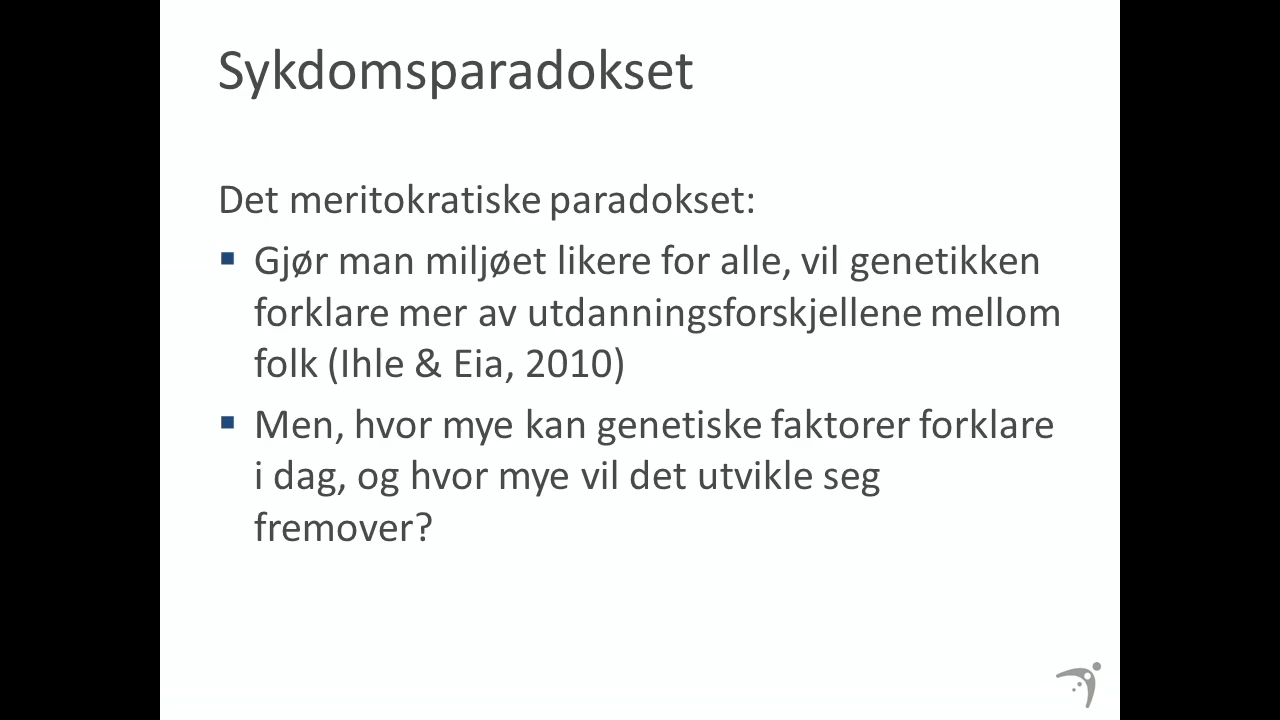 Sykdomsparadokset
Det meritokratiske paradokset:
Gjør man miljøet likere for alle, vil genetikken
forklare mer av utdanningsforskjellene mellom
folk (Ihle & Eia, 2010)
Men, hvor mye kan genetiske faktorer forklare
i dag, og hvor mye vil det utvikle seg
fremover?